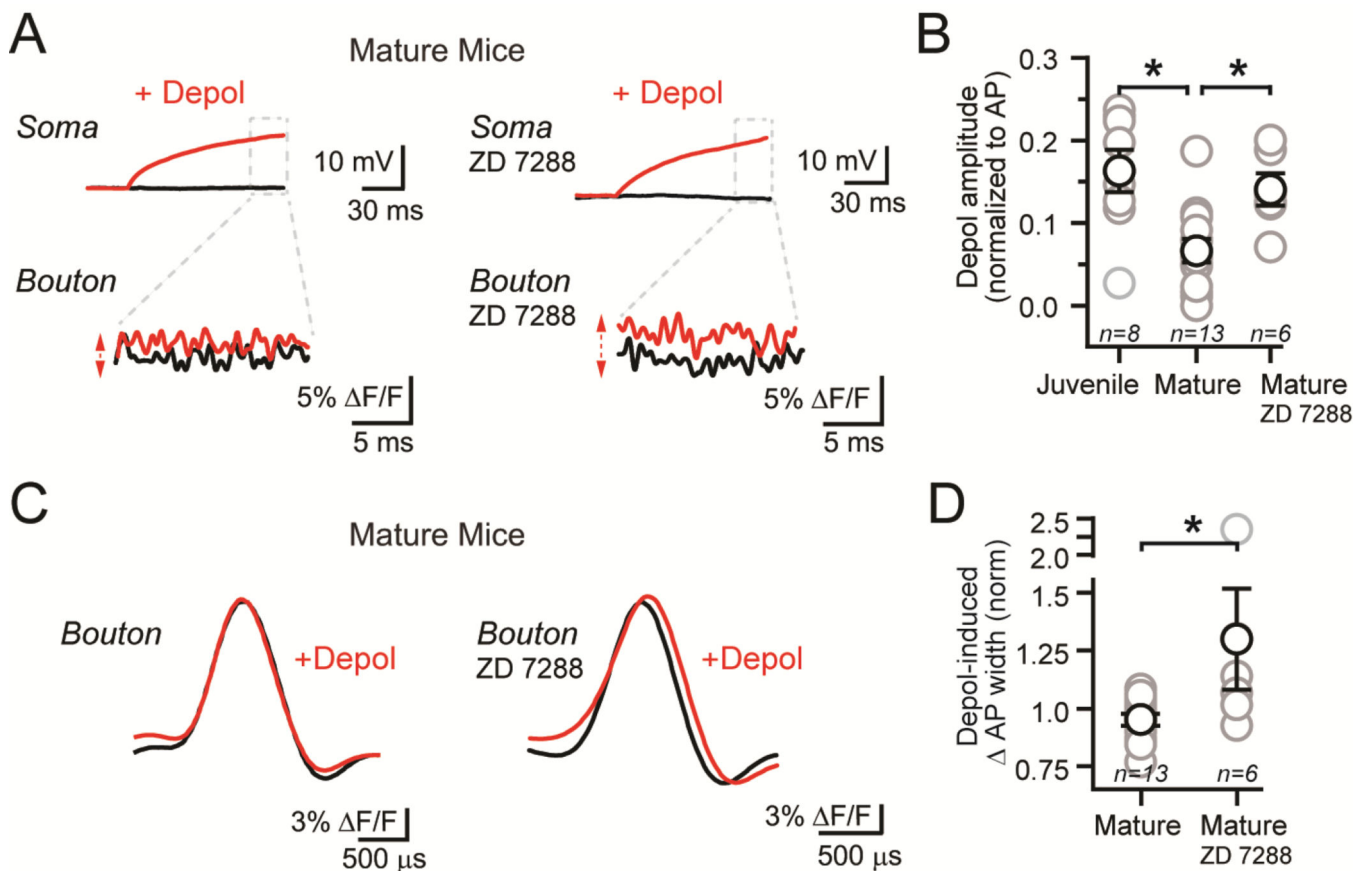 A
Mature Mice
+ Depol
Soma
10 mV
30 ms
Bouton
5% ΔF/F
5 ms
+ Depol
Soma
ZD 7288
10 mV
30 ms
Bouton
ZD 7288
5% ΔF/F
5 ms
B
Depol amplitude
(normalized to AP)
0.3
0.2
0.1
0.0
*
*
n=8
n=13
n=6
Juvenile
Mature
Mature
ZD 7288
C
Mature Mice
Bouton
+Depol
3% ΔF/F
500 µs
Bouton
ZD 7288
+Depol
3% ΔF/F
500 µs
D
Depol-induced
Δ AP width (norm)
2.5
2.0
1.5
1.25
1.0
0.75
*
n=13
n=6
Mature
Mature
ZD 7288